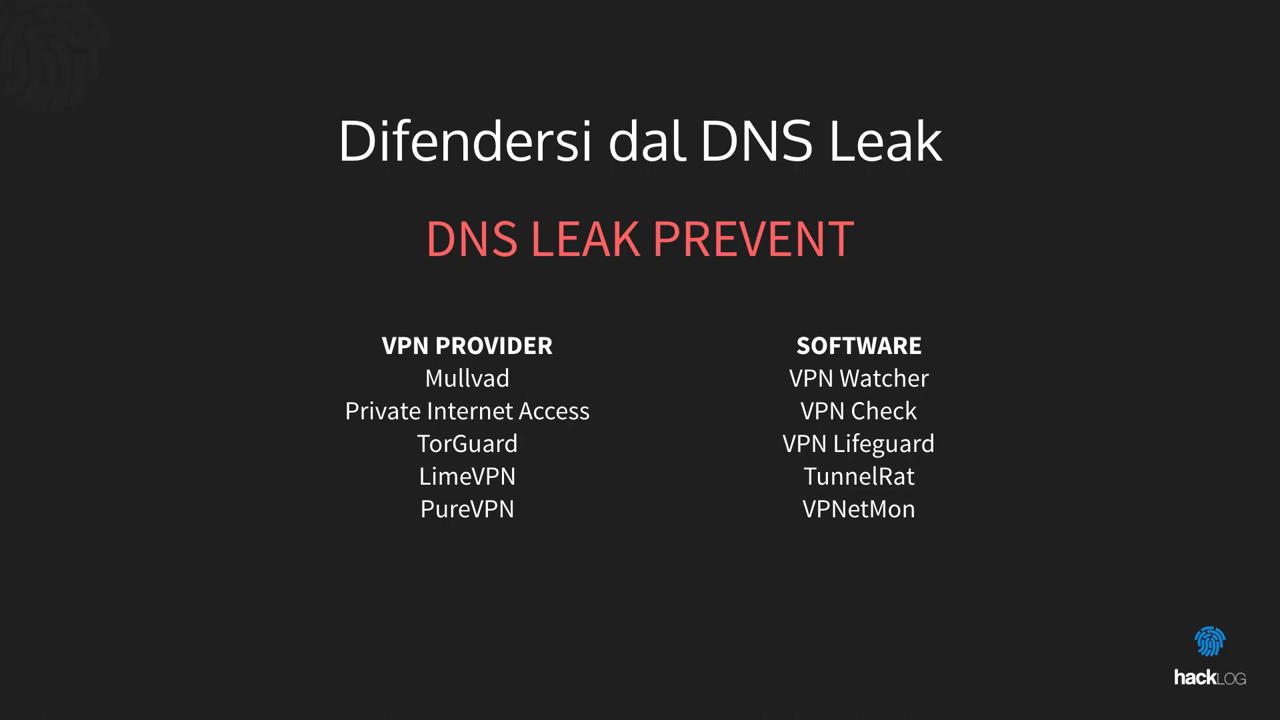 Difendersi dal DNS Leak
DNS LEAK PREVENT
VPN PROVIDER
Mullvad
Private Internet Access
TorGuard
LimeVPN
PureVPN
SOFTWARE
VPN Watcher
VPN Check
VPN Lifeguard
TunnelRat
VPNetMon
hackLOG